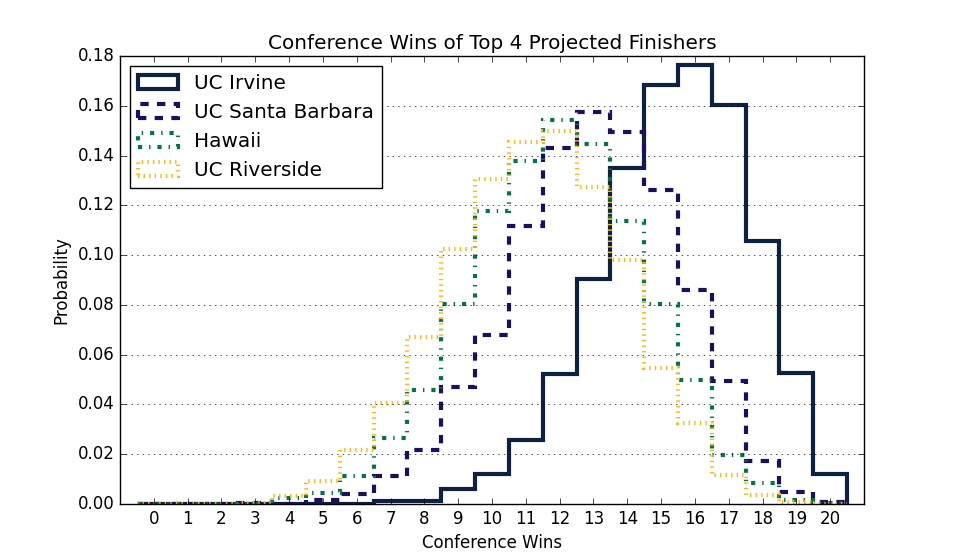 Conference Wins of Top 4 Projected Finishers
0.18
0.16
0.14
0.12
0.10
0.08
0.06
0.04
0.02
0.00
Probability
UC Irvine
UC Santa Barbara
Hawaii
UC Riverside
0 1 2 3 4 5 6 7 8 9 10 11 12 13 14 15 16 17 18 19 20
Conference Wins